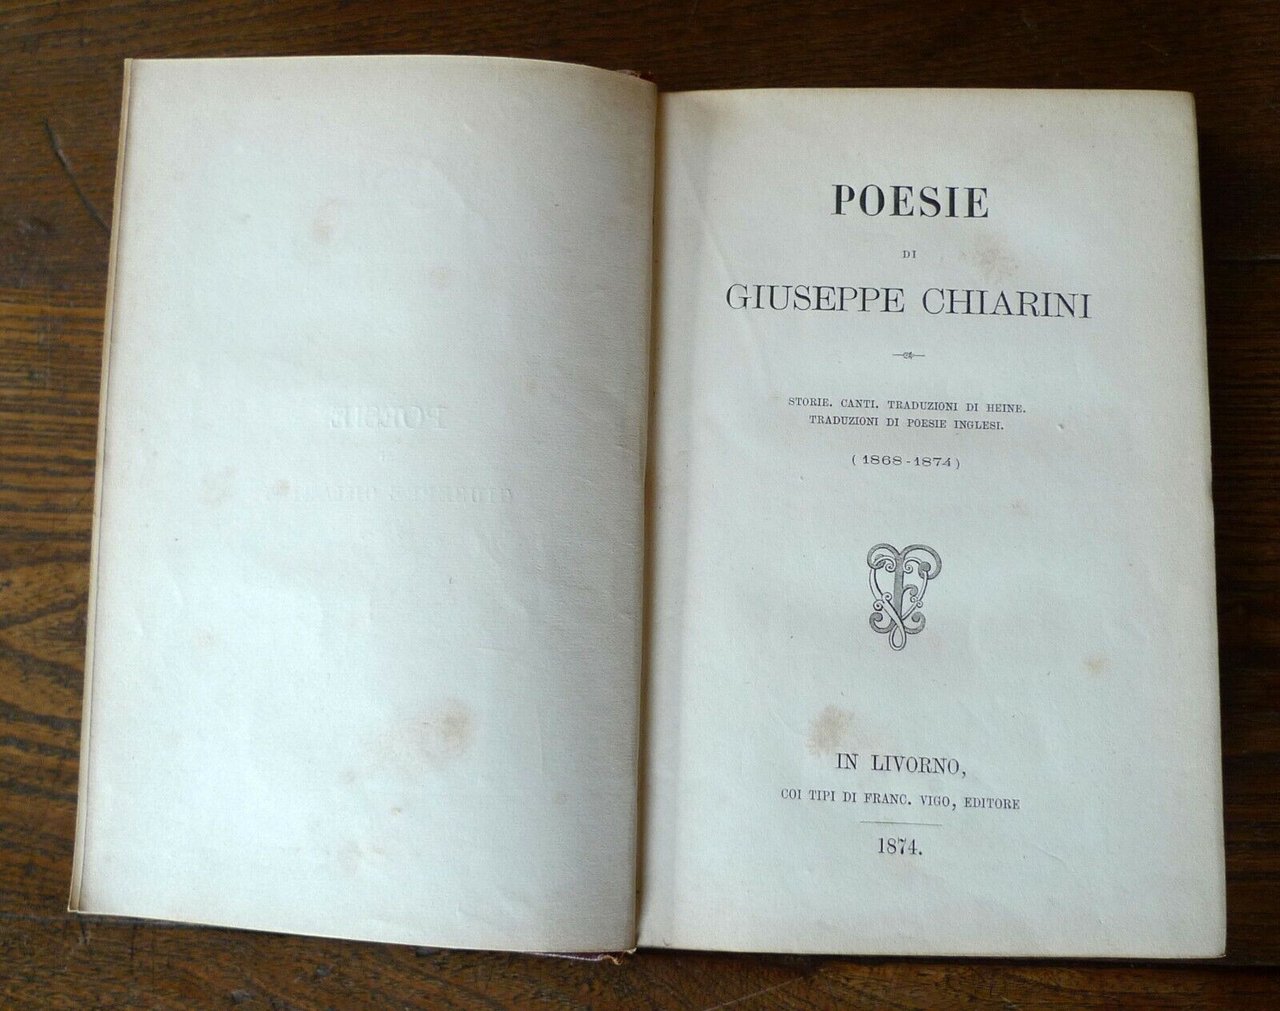 POESIE
DI
GIUSEPPE CHIARINI
STORIE. CANTI. TRADUZIONI DI HEINE.
TRADUZIONI DI POESIE INGLESI.
(1868-1874)
IN LIVORNO,
COI TIPI DI FRANC. VIGO, EDITORE
1874.